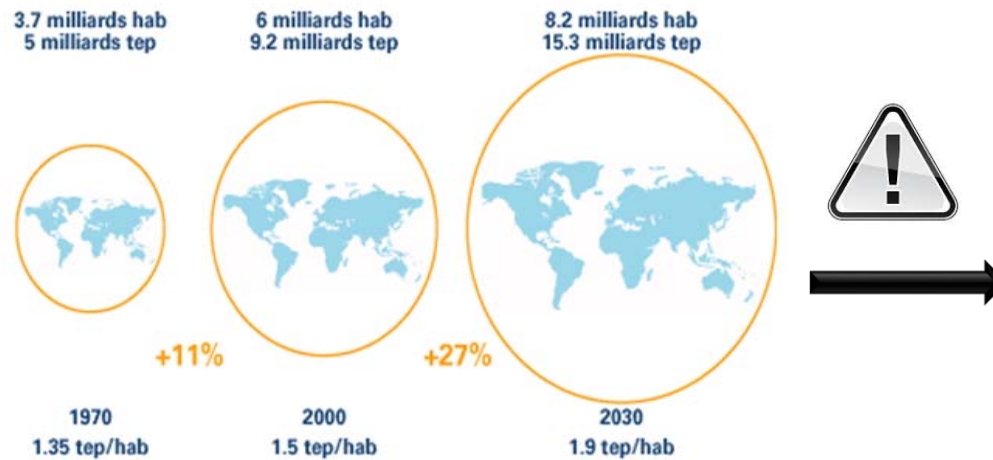 3.7 milliards hab
5 milliards tep
6 milliards hab
9.2 milliards tep
8.2 milliards hab
15.3 milliards tep
!
+11%
+27%
1970
1.35 tep/hab
2000
1.5 tep/hab
2030
1.9 tep/hab